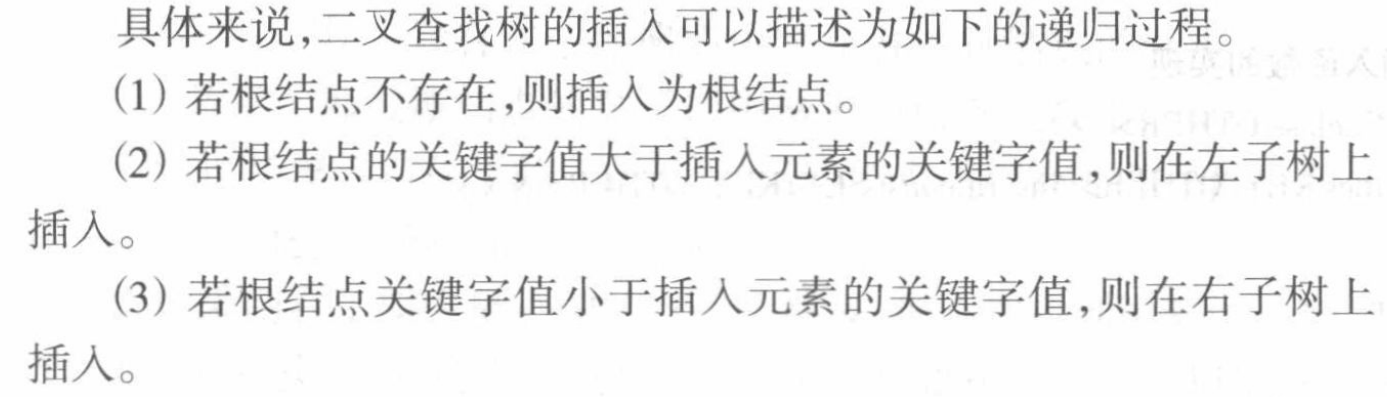 具体来说,二叉查找树的插入可以描述为如下的递归过程。
(1) 若根结点不存在,则插入为根结点。
(2) 若根结点的关键字值大于插入元素的关键字值,则在左子树上
插入。
(3) 若根结点关键字值小于插入元素的关键字值,则在右子树上
插入。